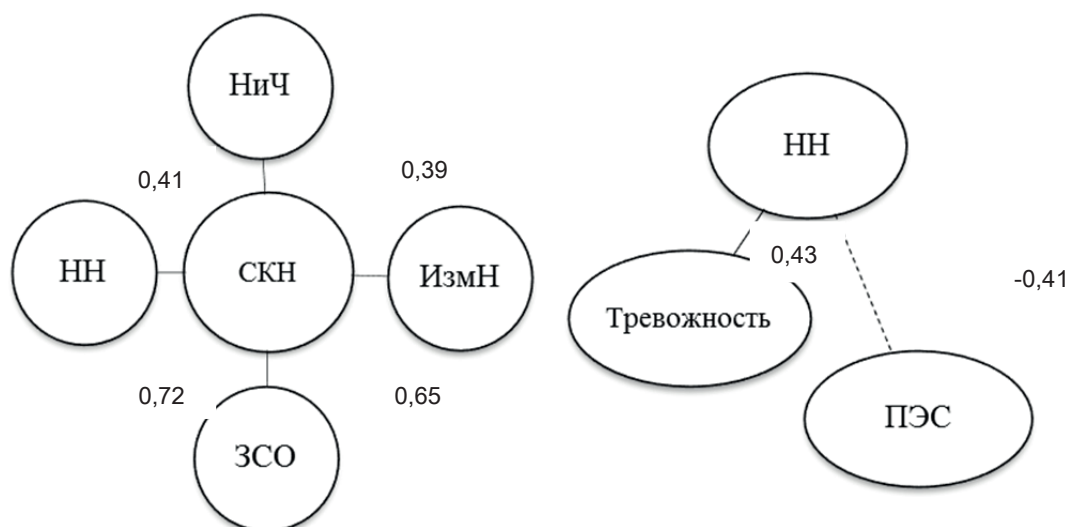 НиЧ
0,41
0,39
НН
СКН
ИзмН
0,72
0,65
ЗСО
НН
0,43
-0,41
Тревожность
ПЭС